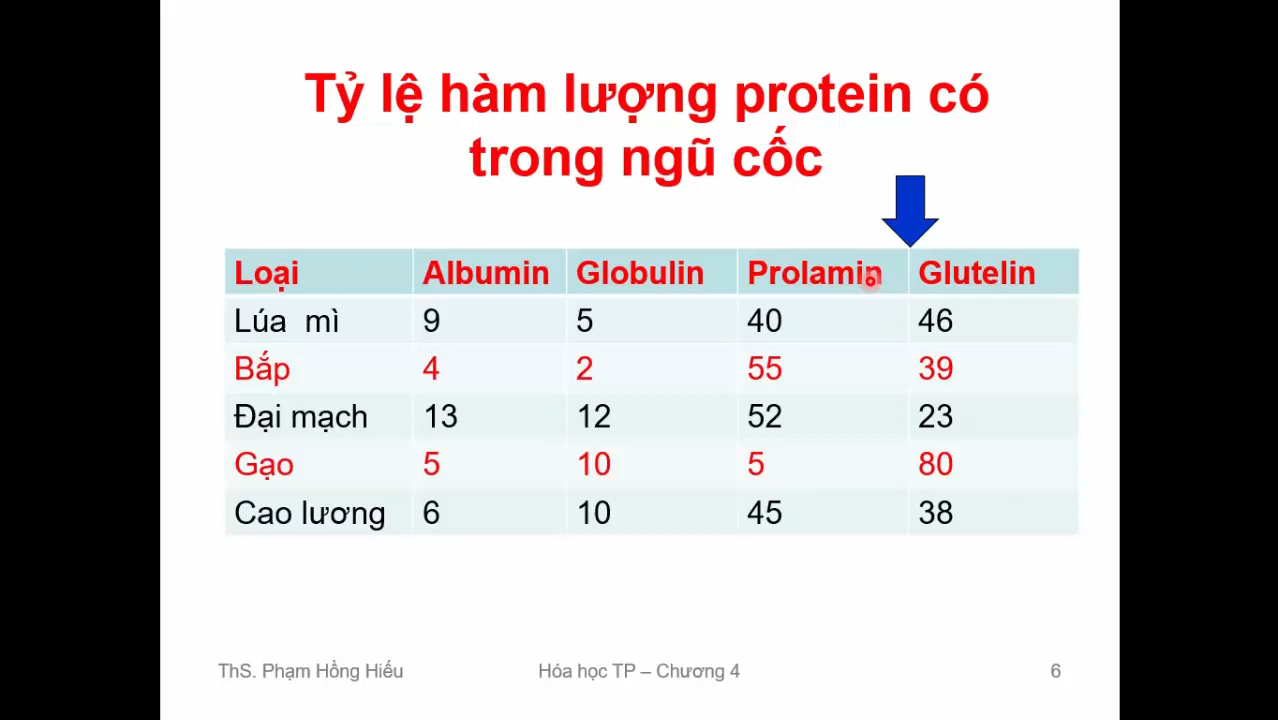 Tỷ lệ hàm lượng protein có
trong ngũ cốc
Loại Albumin Globulin Prolamin Glutelin
Lúa mì 9 5 40 46
Bắp 4 2 55 39
Đại mạch 13 12 52 23
Gạo 5 10 5 80
Cao lương 6 10 45 38
ThS. Phạm Hồng Hiếu Hóa học TP – Chương 4 6